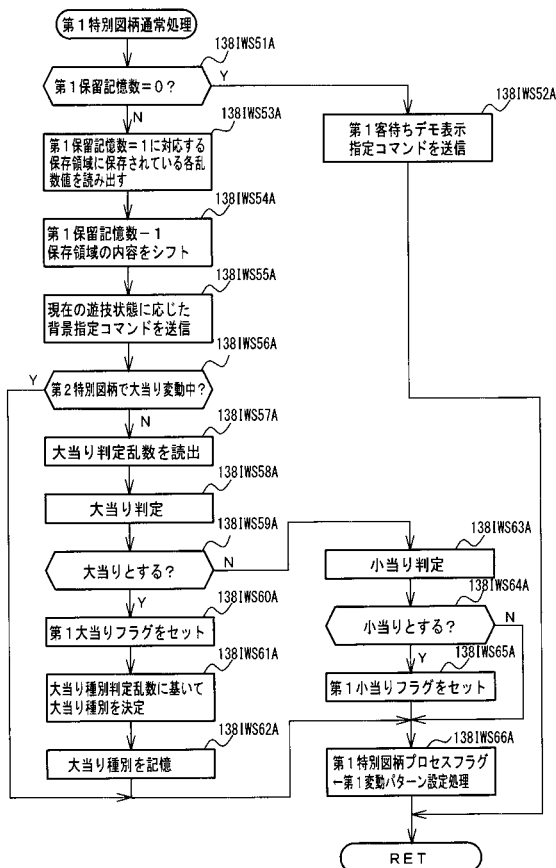 第1特別図柄通常処理
138IWS51A
第1保留記憶数=0?
Y
N
138IWS52A
第1客待ちデモ表示
指定コマンドを送信
138IWS53A
第1保留記憶数=1に対応する
保存領域に保存されている各乱
数値を読み出す
138IWS54A
第1保留記憶数-1
保存領域の内容をシフト
138IWS55A
現在の遊技状態に応じた
背景指定コマンドを送信
138IWS56A
Y
第2特別図柄で大当り変動中?
N
138IWS57A
大当り判定乱数を読出
138IWS58A
大当り判定
138IWS59A
大当りとする?
N
Y
138IWS60A
第1大当りフラグをセット
138IWS61A
大当り種別判定乱数に基いて
大当り種別を決定
138IWS62A
大当り種別を記憶
138IWS63A
小当り判定
138IWS64A
小当りとする?
N
Y
138IWS65A
第1小当りフラグをセット
138IWS66A
第1特別図柄プロセスフラグ
←第1変動パターン設定処理
RET